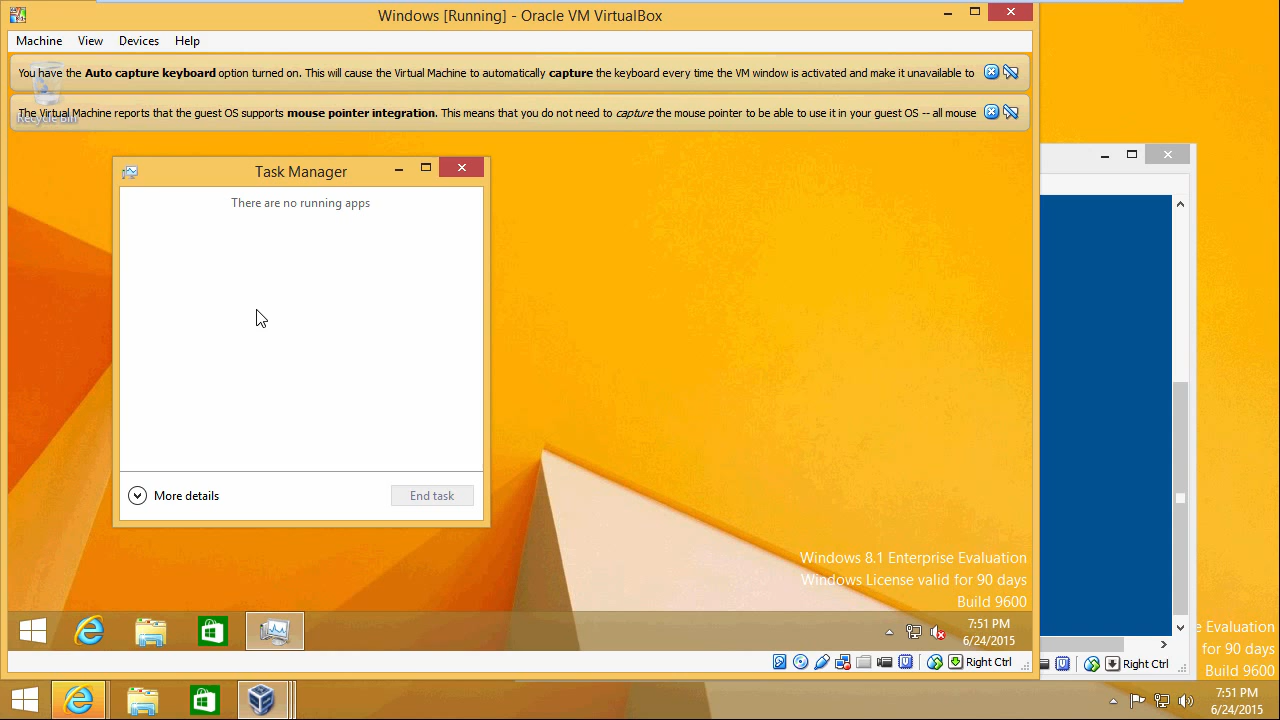 Windows [Running] - Oracle VM VirtualBox
Machine View Devices Help
You have the Auto capture keyboard option turned on. This will cause the Virtual Machine to automatically capture the keyboard every time the VM window is activated and make it unavailable to
The Virtual Machine reports that the guest OS supports mouse pointer integration. This means that you do not need to capture the mouse pointer to be able to use it in your guest OS -- all mouse
Recycle Bin
Task Manager
There are no running apps
More details
End task
Windows 8.1 Enterprise Evaluation
Windows License valid for 90 days
Build 9600
7:51 PM
6/24/2015
Right Ctrl
Right Ctrl
e Evaluation
for 90 days
Build 9600
7:51 PM
6/24/2015